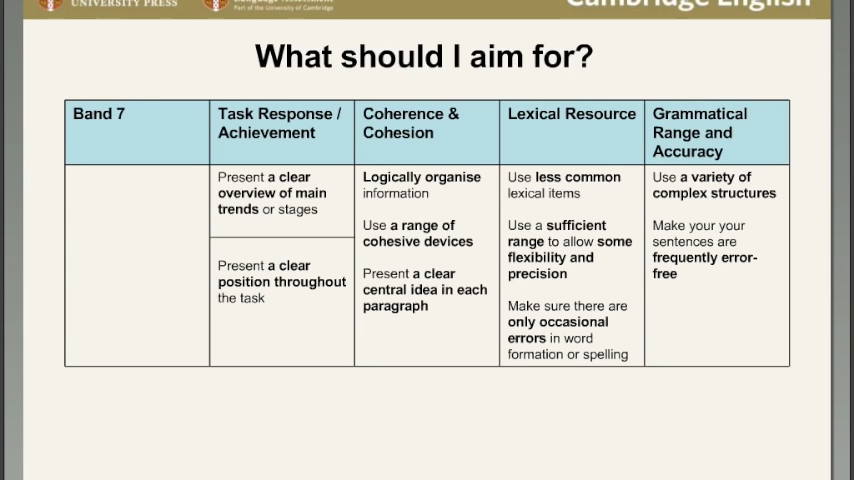 UNIVERSITY PRESS
Part of the University of Cambridge
Cambridge English
What should I aim for?
Band 7
Task Response /
Achievement
Coherence &
Cohesion
Lexical Resource
Grammatical
Range and
Accuracy
Present a clear
overview of main
trends or stages
Present a clear
position throughout
the task
Logically organise
information
Use a range of
cohesive devices
Present a clear
central idea in each
paragraph
Use less common
lexical items
Use a sufficient
range to allow some
flexibility and
precision
Make sure there are
only occasional
errors in word
formation or spelling
Use a variety of
complex structures
Make your your
sentences are
frequently error-
free